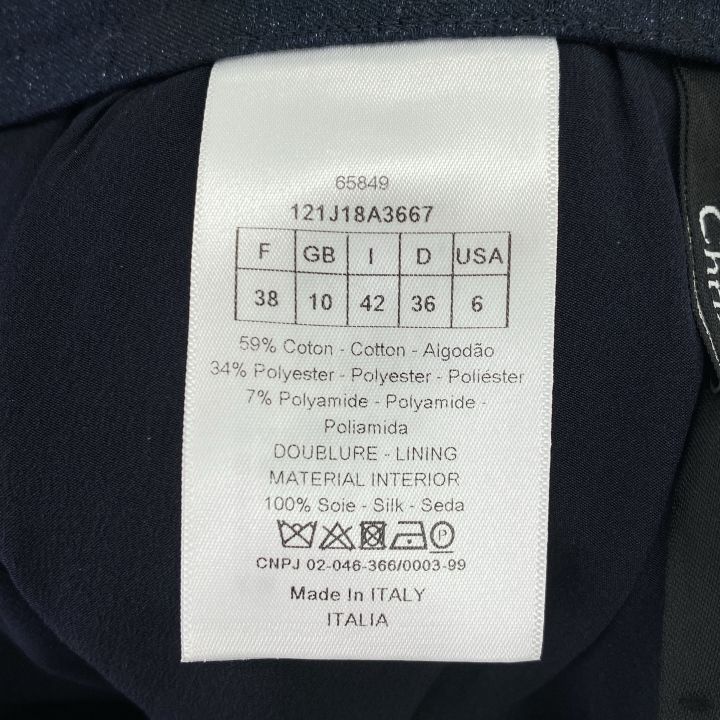 65849
121J18A3667
F GB I D USA
38 10 42 36 6
59% Coton - Cotton - Algodão
34% Polyester - Polyester - Poliéster
7% Polyamide - Polyamide -
Poliamida
DOUBLURE - LINING
MATERIAL INTERIOR
100% Soie - Silk - Seda
P
CNPJ 02-046-366/0003-99
Made In ITALY
ITALIA